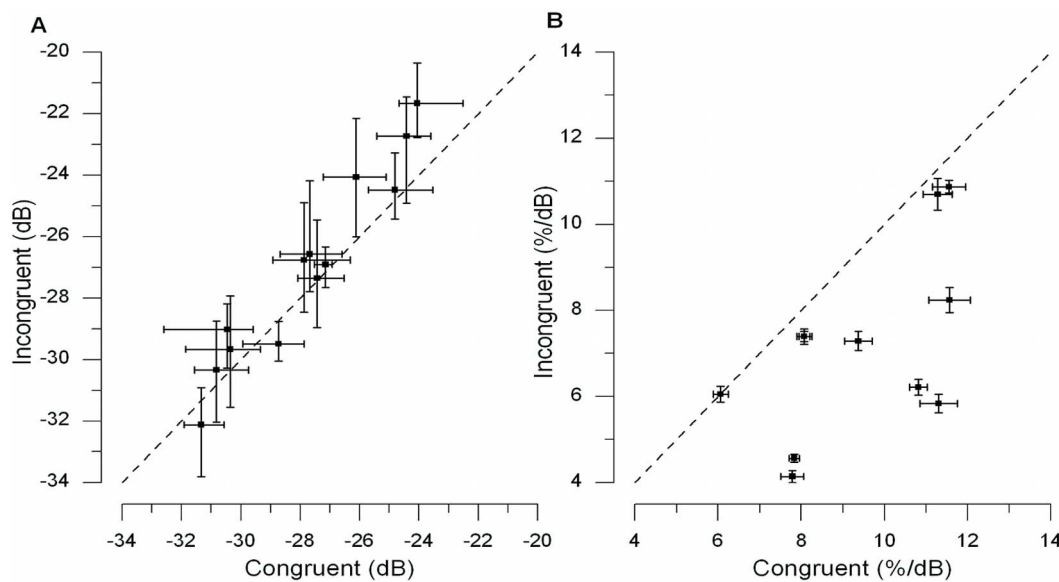 A
B
-20
-22
-24
-26
-28
-30
-32
-34
Incongruent (dB)
-34 -32 -30 -28 -26 -24 -22 -20
Congruent (dB)
14
12
10
8
6
4
Incongruent (%/dB)
4 6 8 10 12 14
Congruent (%/dB)